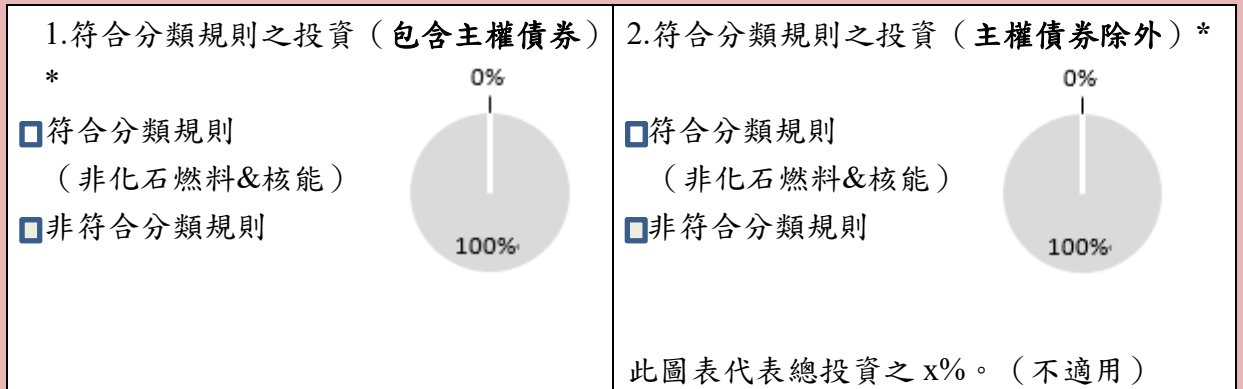 1.符合分類規則之投資（包含主權債券）
*
0%
符合分類規則
（非化石燃料&核能）
非符合分類規則
100%
2.符合分類規則之投資（主權債券除外）*
0%
符合分類規則
（非化石燃料&核能）
非符合分類規則
100%
此圖表代表總投資之 x%。（不適用）